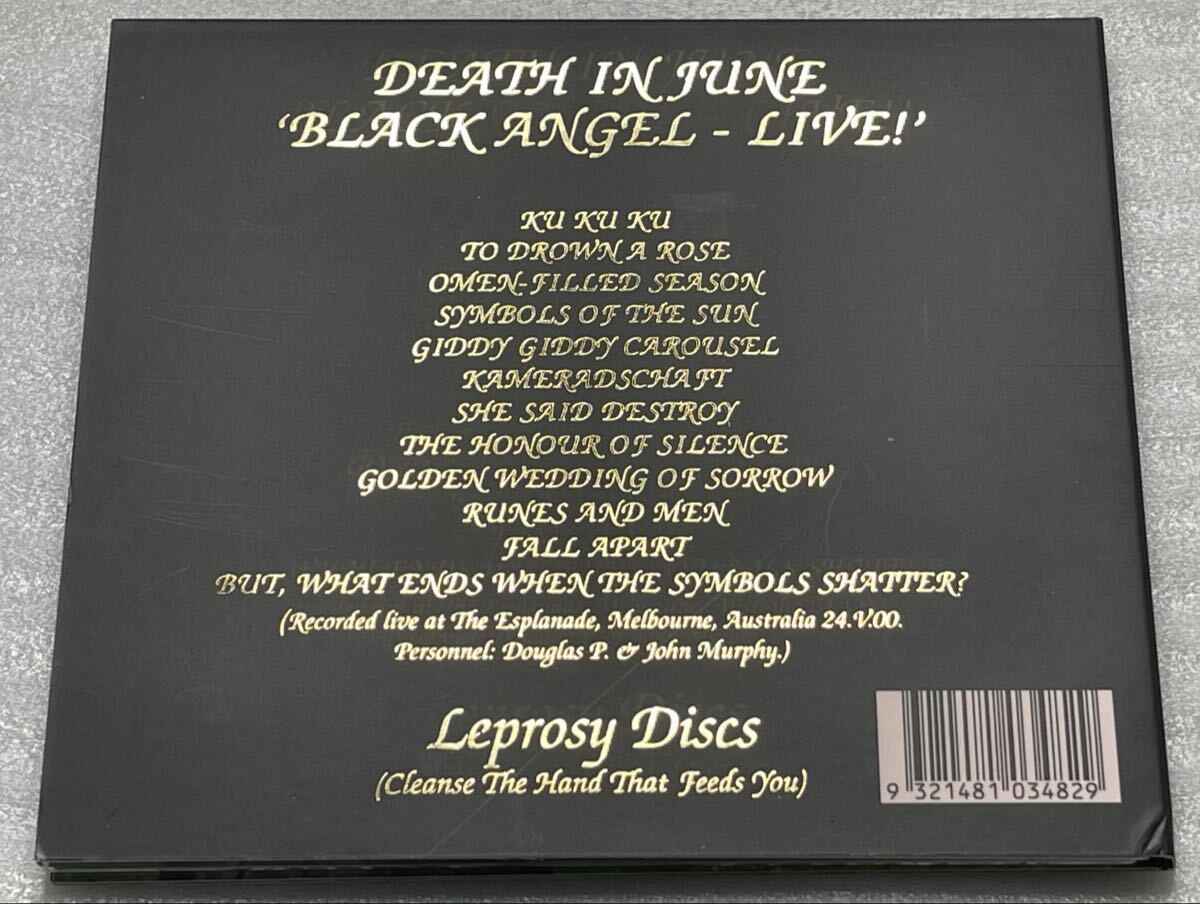 DEATH IN JUNE
‘BLACK ANGEL - LIVE!’
KU KU KU
TO DROWN A ROSE
OMEN-FILLED SEASON
SYMBOLS OF THE SUN
GIDDY GIDDY CAROUSEL
KAMERADSCHAFT
SHE SAID DESTROY
THE HONOUR OF SILENCE
GOLDEN WEDDING OF SORROW
RUNES AND MEN
FALL APART
BUT, WHAT ENDS WHEN THE SYMBOLS SHATTER?
(Recorded live at The Esplanade, Melbourne, Australia 24.V.00.
Personnel: Douglas P. & John Murphy.)
Leprosy Discs
(Cleanse The Hand That Feeds You)
9 321481 034829